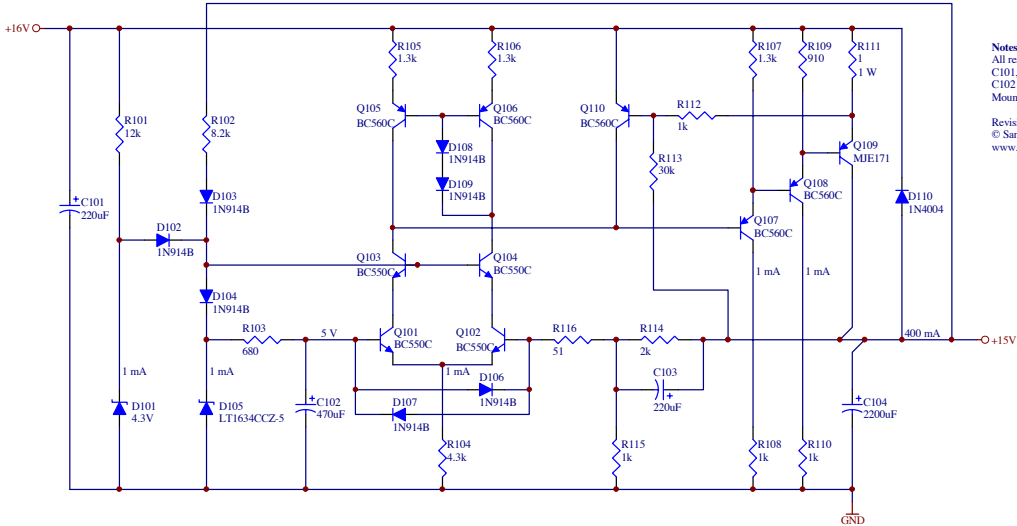 +16V
R105
1.3k
R106
1.3k
R107
1.3k
R109
910
R111
1
1 W
Notes
All re
C101,
C102
Moun
Revis
© San
www.
R101
12k
R102
8.2k
Q105
BC560C
Q106
BC560C
Q110
BC560C
R112
1k
D108
1N914B
D109
1N914B
R113
30k
Q109
MJE171
Q108
BC560C
D103
1N914B
C101
220uF
D110
1N4004
D102
1N914B
Q107
BC560C
Q103
BC550C
Q104
BC550C
1 mA
1 mA
D104
1N914B
R103
680
5 V
Q101
BC550C
Q102
BC550C
R116
51
R114
2k
400 mA
+15V
1 mA
1 mA
1 mA
D106
1N914B
C103
220uF
D101
4.3V
D105
LT1634CCZ-5
C102
470uF
D107
1N914B
C104
2200uF
R104
4.3k
R115
1k
R108
1k
R110
1k
GND